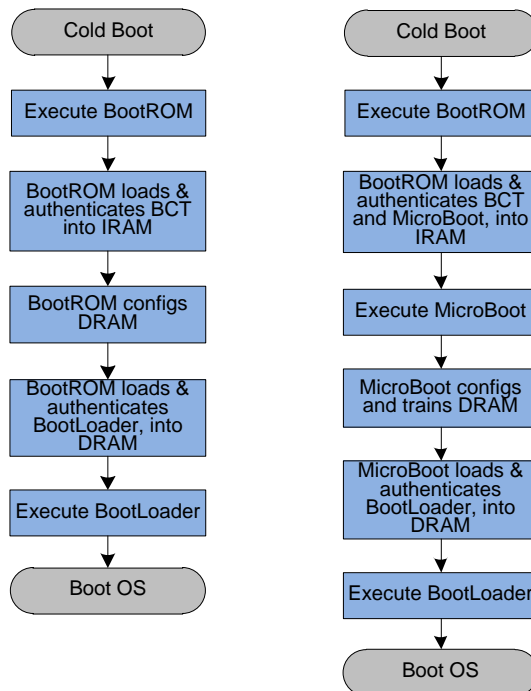 Cold Boot
Execute BootROM
BootROM loads &
authenticates BCT
into IRAM
BootROM configs
DRAM
BootROM loads &
authenticates
BootLoader, into
DRAM
Execute BootLoader
Boot OS
Cold Boot
Execute BootROM
BootROM loads &
authenticates BCT
and MicroBoot, into
IRAM
Execute MicroBoot
MicroBoot configs
and trains DRAM
MicroBoot loads &
authenticates
BootLoader, into
DRAM
Execute BootLoader
Boot OS